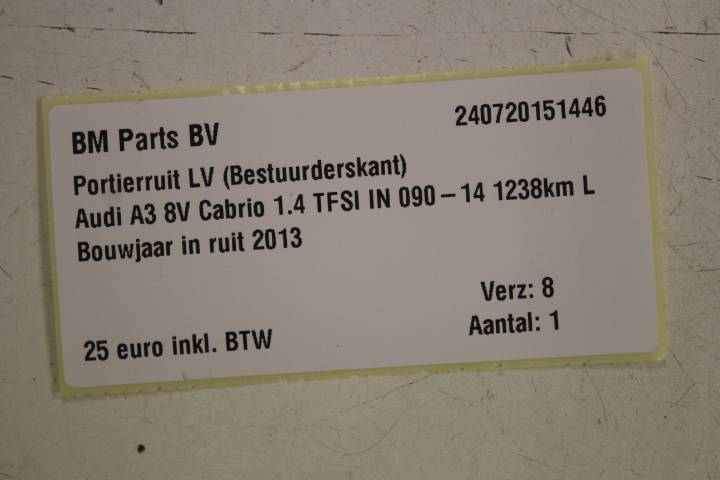 BM Parts BV 240720151446
Portierruit LV (Bestuurderskant)
Audi A3 8V Cabrio 1.4 TFSI IN 090-14 1238km L
Bouwjaar in ruit 2013
Verz: 8
25 euro inkl. BTW Aantal: 1